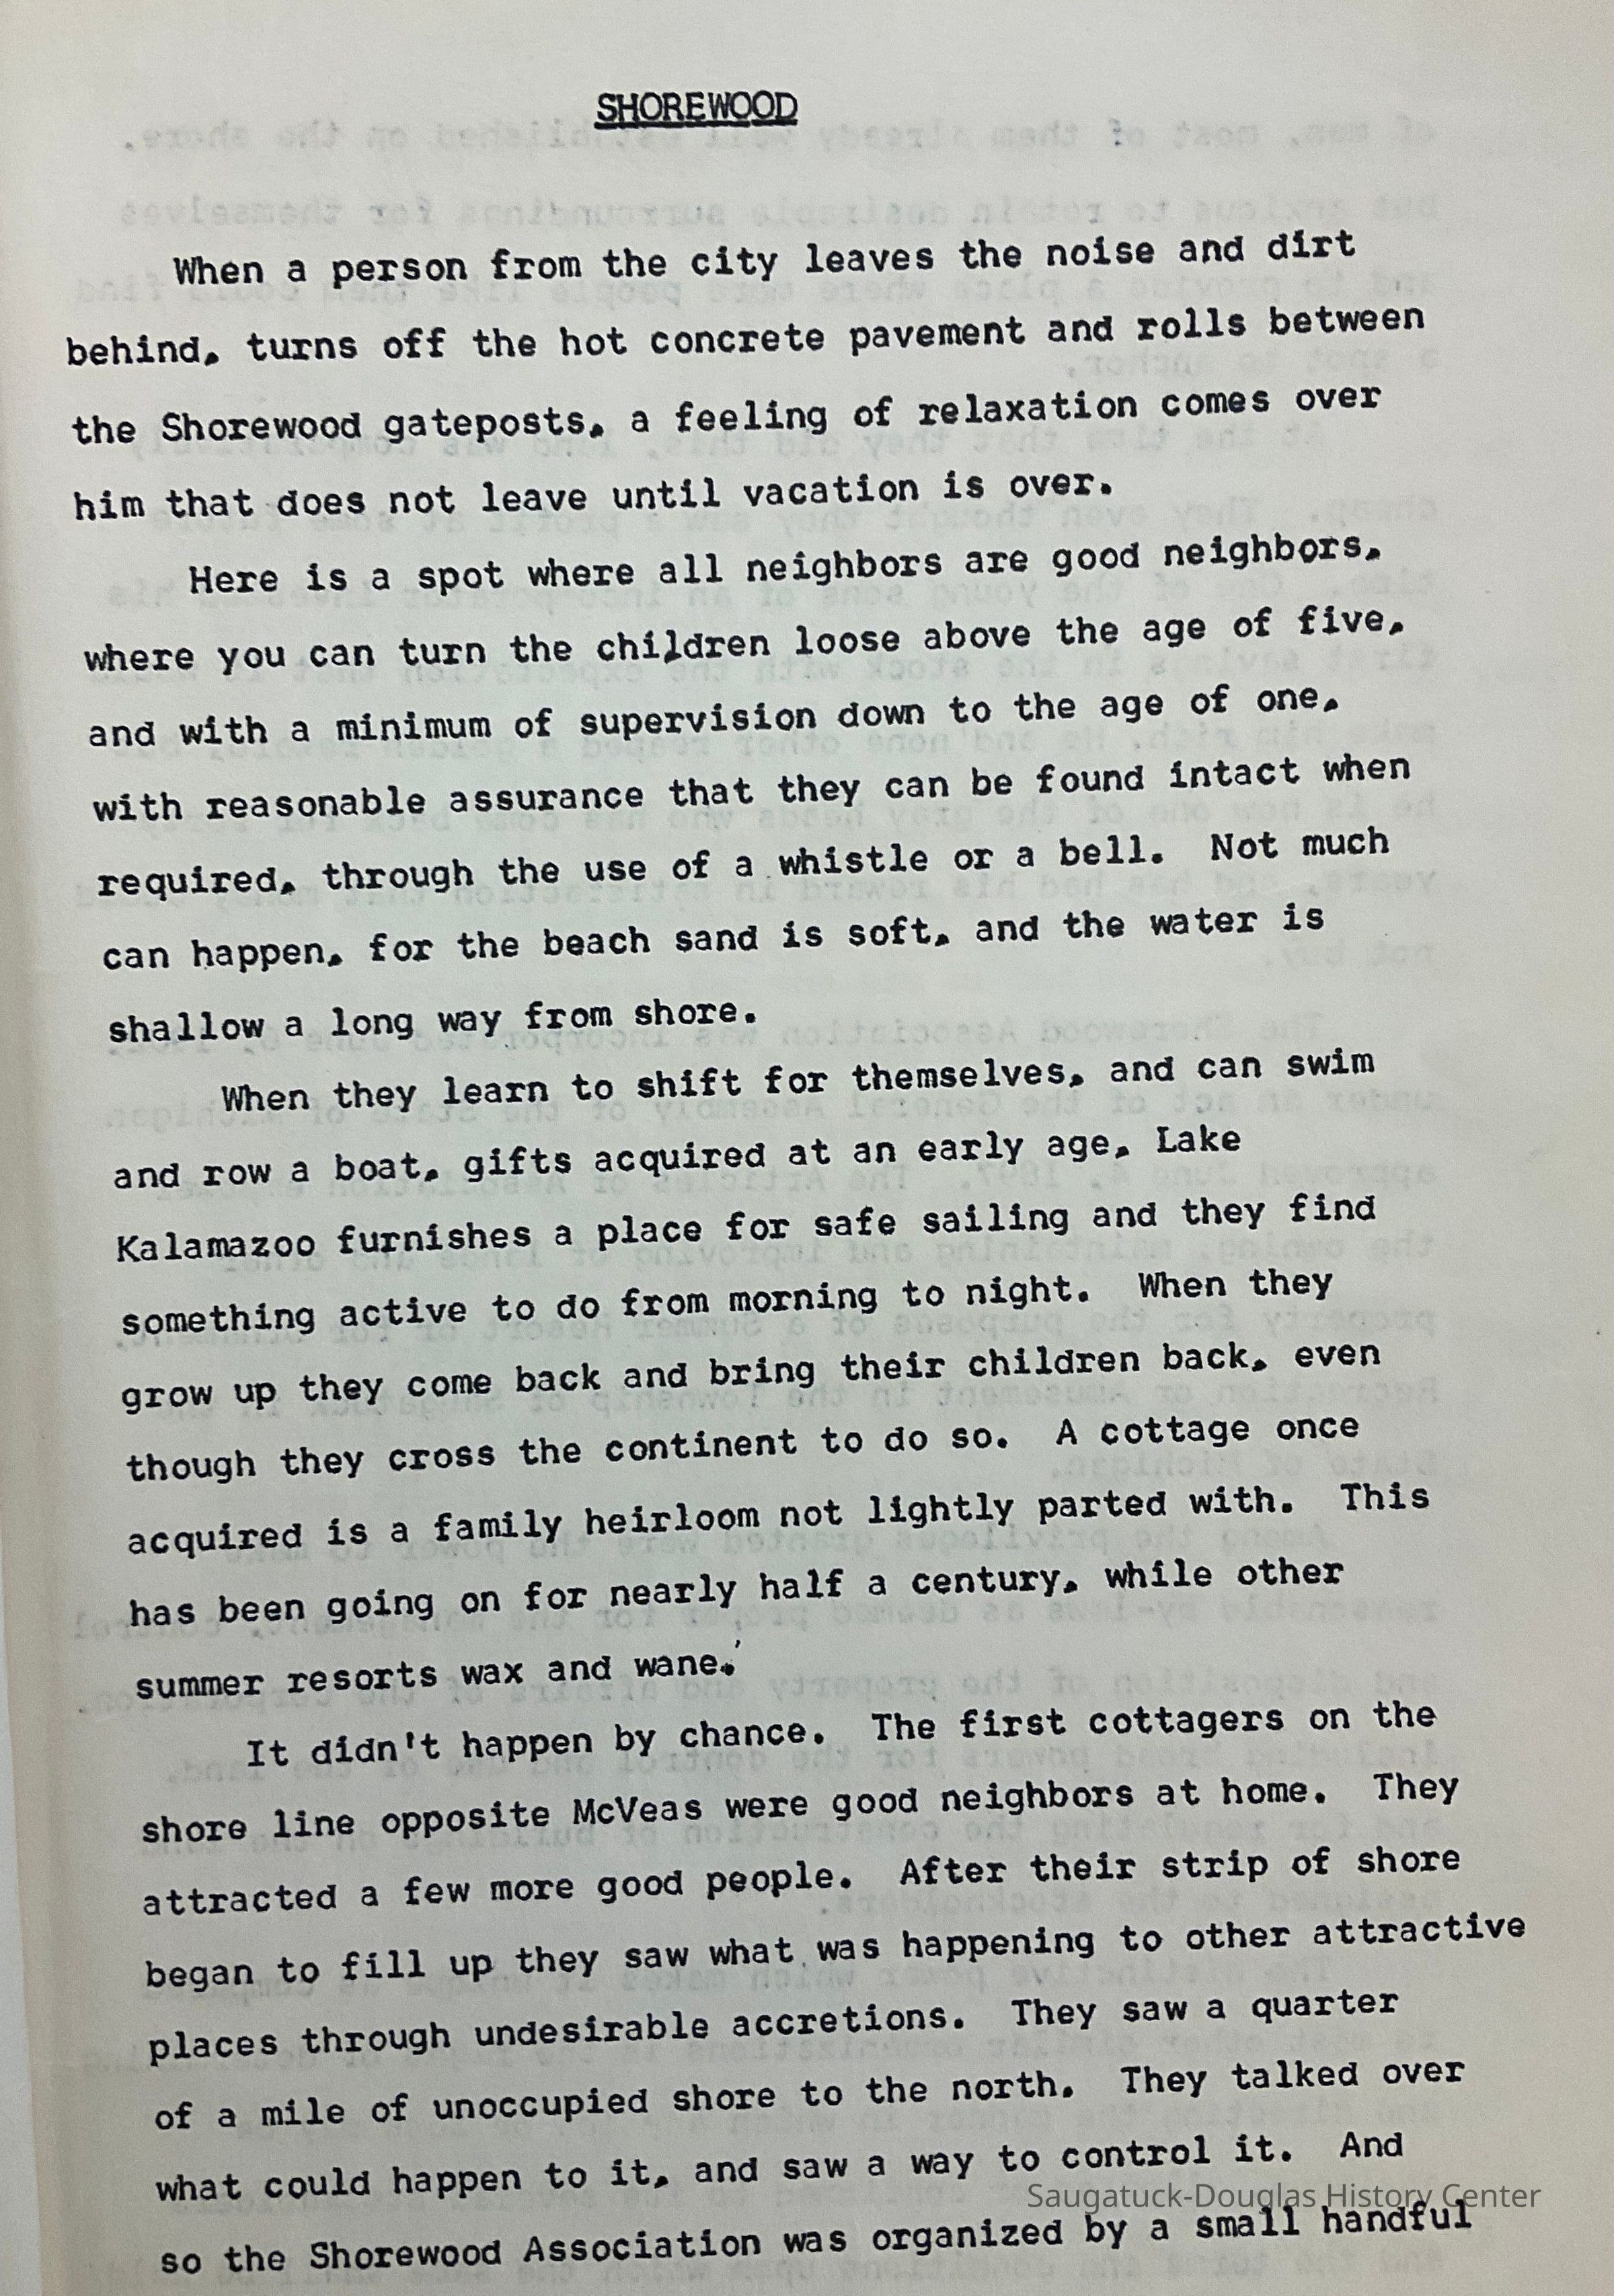 SHOREWOOD
When a person from the city leaves the noise and dirt
behind, turns off the hot concrete pavement and rolls between
the Shorewood gateposts, a feeling of relaxation comes over
him that does not leave until vacation is over.
Here is a spot where all neighbors are good neighbors,
where you can turn the children loose above the age of five,
and with a minimum of supervision down to the age of one,
with reasonable assurance that they can be found intact when
required, through the use of a whistle or a bell. Not much
can happen, for the beach sand is soft, and the water is
shallow a long way from shore.
When they learn to shift for themselves, and can swim
and row a boat, gifts acquired at an early age, Lake
Kalamazoo furnishes a place for safe sailing and they find
something active to do from morning to night. When they
grow up they come back and bring their children back, even
though they cross the continent to do so. A cottage once
acquired is a family heirloom not lightly parted with. This
has been going on for nearly half a century, while other
summer resorts wax and wane.
It didn't happen by chance. The first cottagers on the
shore line opposite McVeas were good neighbors at home. They
attracted a few more good people. After their strip of shore
began to fill up they saw what was happening to other attractive
places through undesirable accretions. They saw a quarter
of a mile of unoccupied shore to the north. They talked over
what could happen to it, and saw a way to control it. And
Saugatuck-Douglas History Center
so the Shorewood Association was organized by a small handful